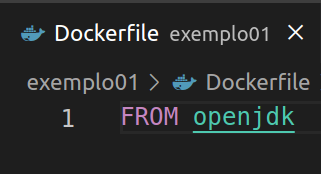 Dockerfile exemplo01 ×
exemplo01 > Dockerfile
1 FROM openjdk